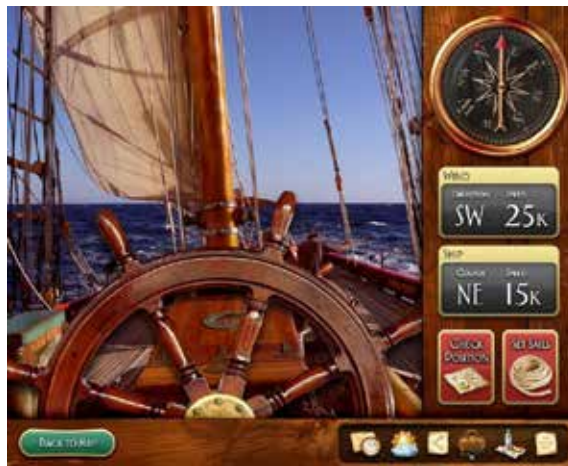 WIND
DIRECTION SPEED
SW 25K
SHIP
COURSE SPEED
NE 15K
CHECK
POSITION
SET SAILS
BACK TO MAP